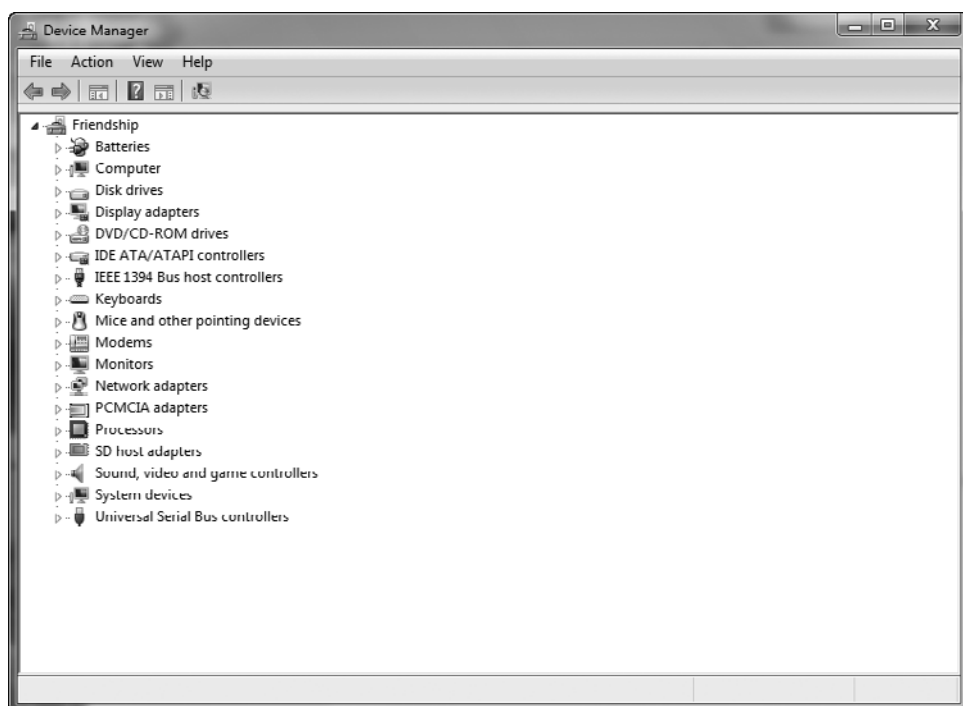 Device Manager
File Action View Help
Friendship
Batteries
Computer
Disk drives
Display adapters
DVD/CD-ROM drives
IDE ATA/ATAPI controllers
IEEE 1394 Bus host controllers
Keyboards
Mice and other pointing devices
Modems
Monitors
Network adapters
PCMCIA adapters
Processors
SD host adapters
Sound, video and game controllers
System devices
Universal Serial Bus controllers